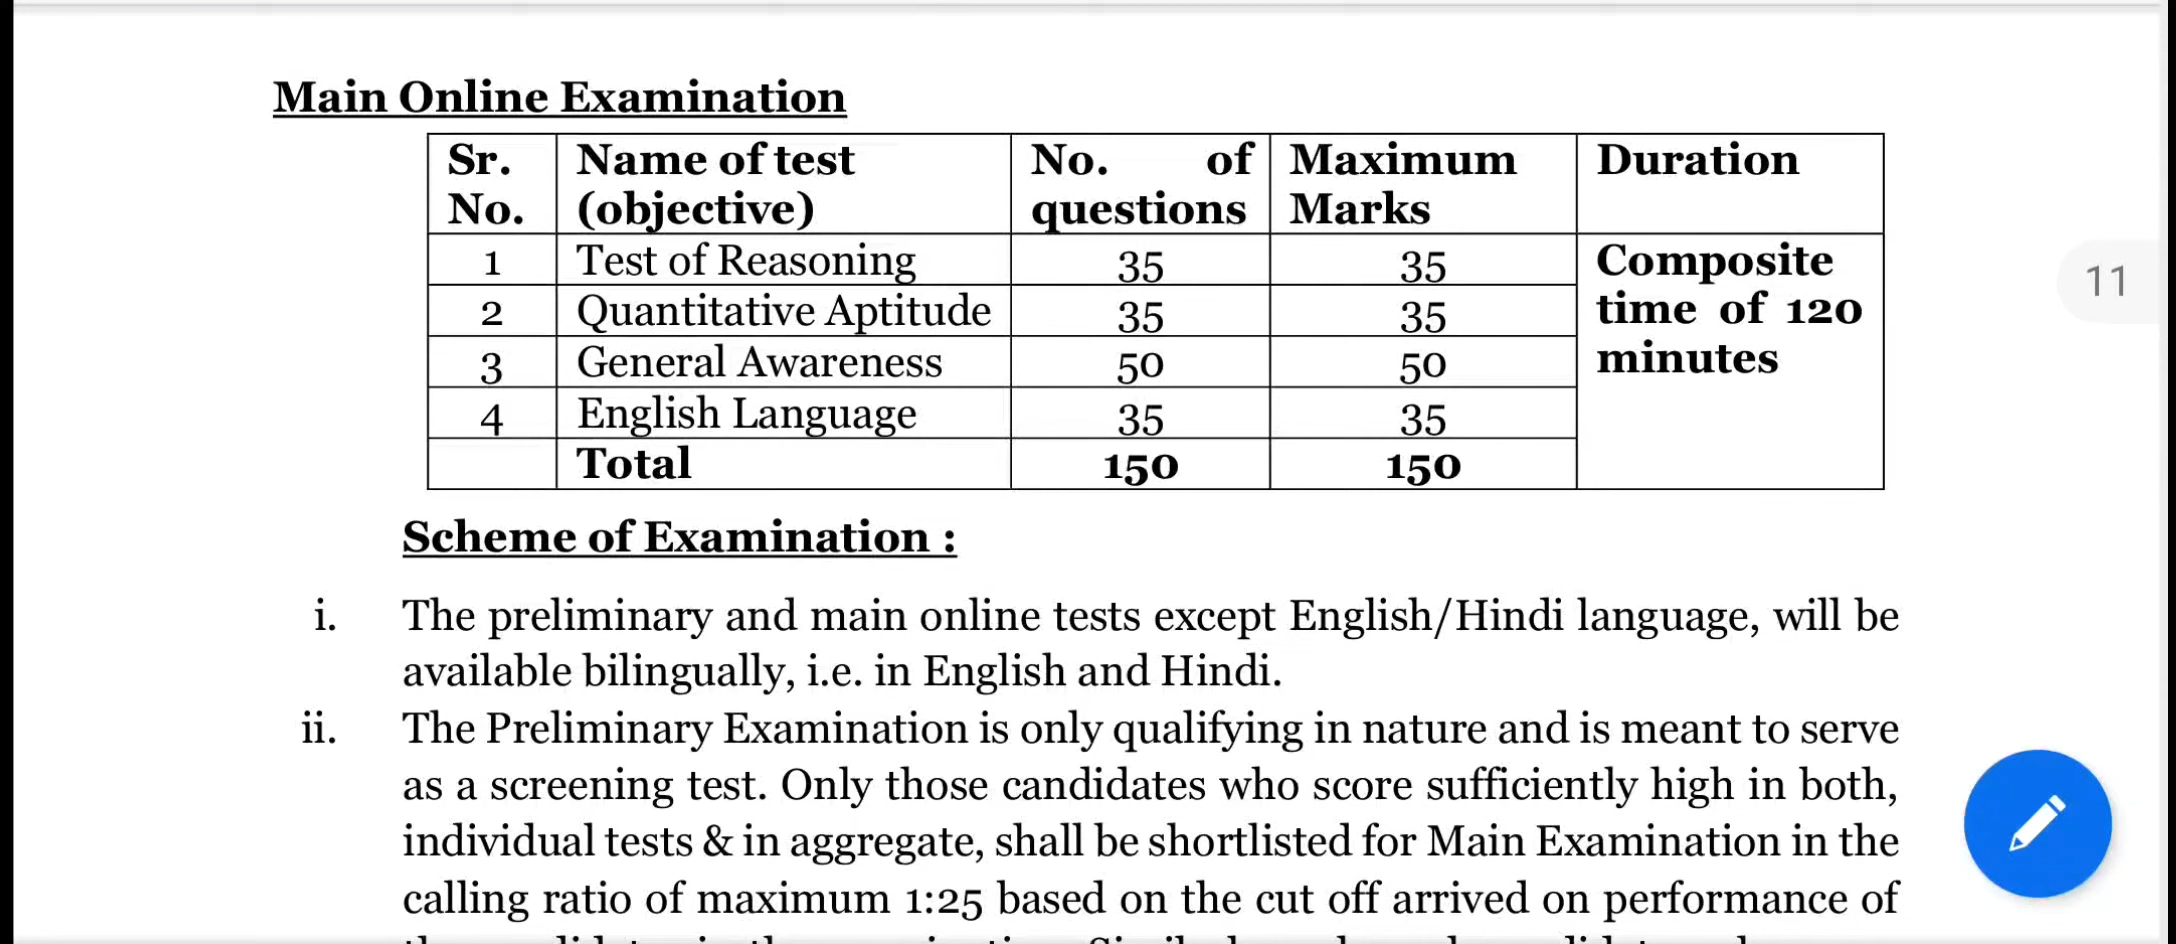 Main Online Examination
Sr. No. Name of test (objective) No. of questions Maximum Marks Duration
1 Test of Reasoning 35 35 Composite time of 120 minutes
2 Quantitative Aptitude 35 35
3 General Awareness 50 50
4 English Language 35 35
Total 150 150
11
Scheme of Examination :
i. The preliminary and main online tests except English/Hindi language, will be
available bilingually, i.e. in English and Hindi.
ii. The Preliminary Examination is only qualifying in nature and is meant to serve
as a screening test. Only those candidates who score sufficiently high in both,
individual tests & in aggregate, shall be shortlisted for Main Examination in the
calling ratio of maximum 1:25 based on the cut off arrived on performance of